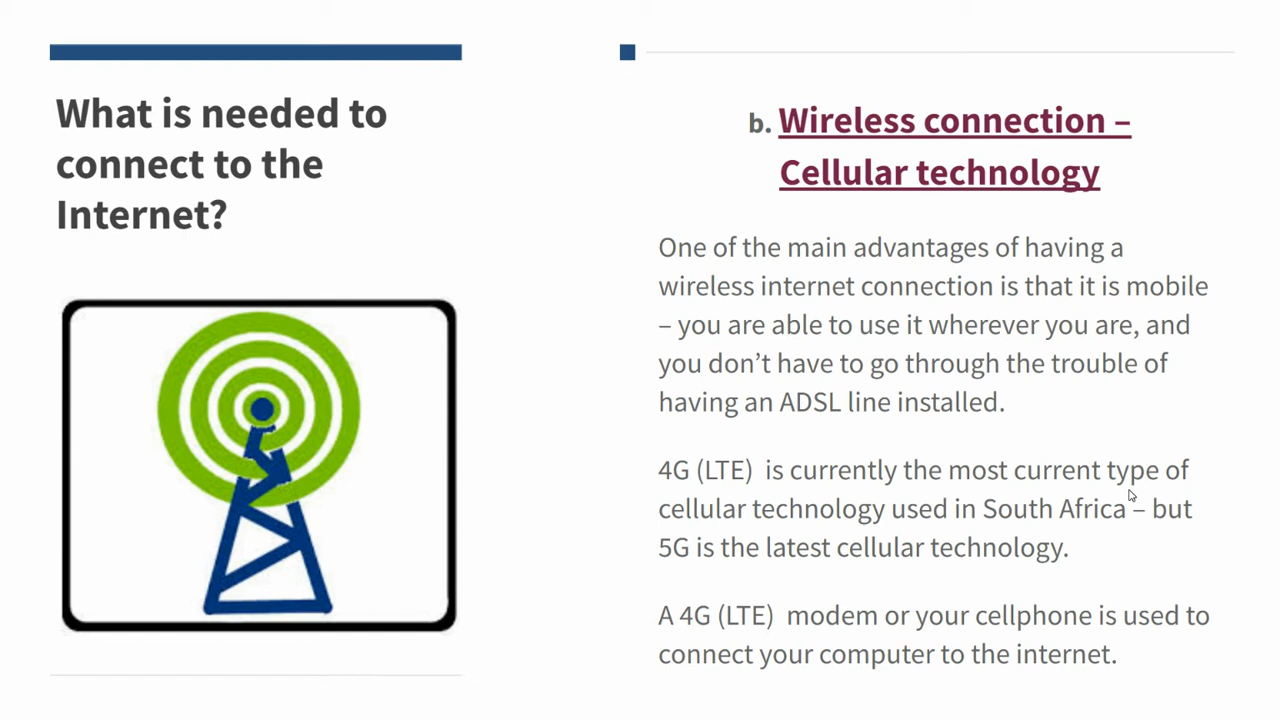 What is needed to
connect to the
Internet?
b. Wireless connection –
Cellular technology
One of the main advantages of having a
wireless internet connection is that it is mobile
– you are able to use it wherever you are, and
you don’t have to go through the trouble of
having an ADSL line installed.
4G (LTE)  is currently the most current type of
cellular technology used in South Africa – but
5G is the latest cellular technology.
A 4G (LTE)  modem or your cellphone is used to
connect your computer to the internet.